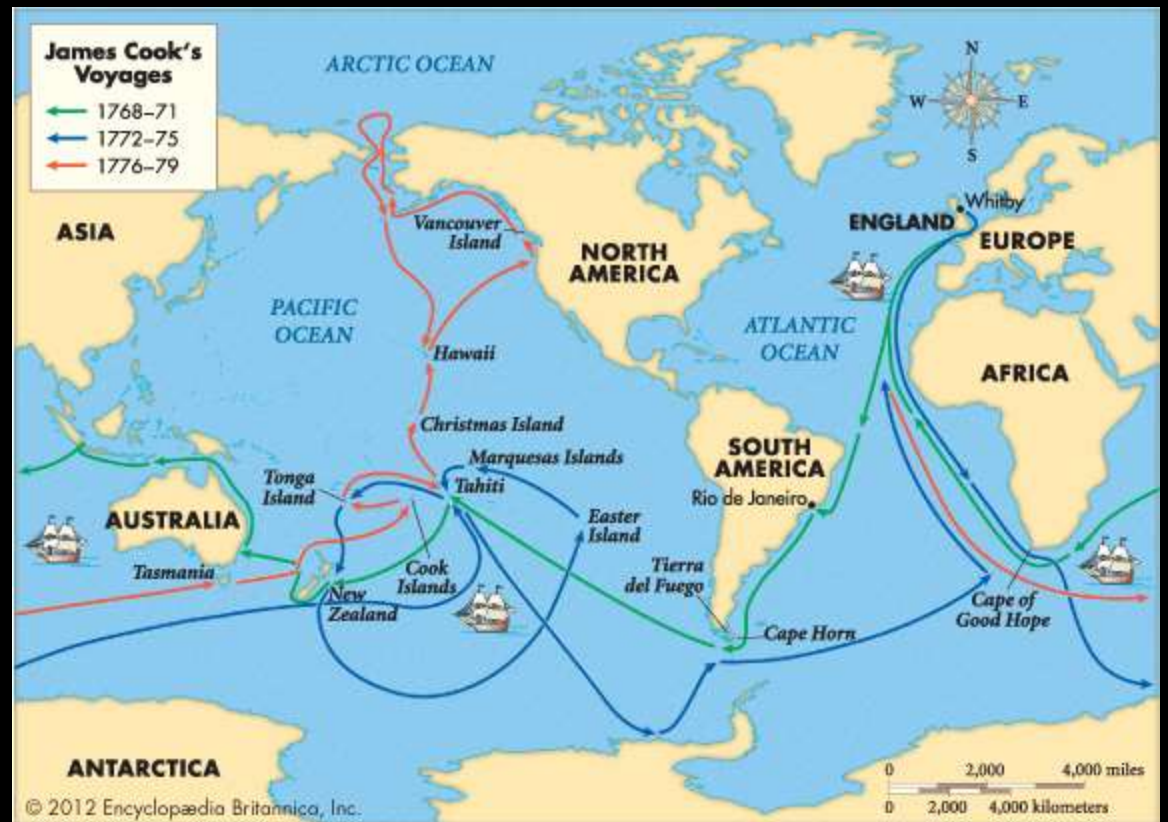 James Cook's
Voyages
1768–71
1772–75
1776–79
ARCTIC OCEAN
N
W
E
S
ASIA
Vancouver
Island
NORTH
AMERICA
ENGLAND
Whitby
EUROPE
PACIFIC
OCEAN
ATLANTIC
OCEAN
Hawaii
AFRICA
Christmas Island
Marquesas Islands
SOUTH
AMERICA
Tonga
Island
Tahiti
Rio de Janeiro
AUSTRALIA
Easter
Island
Tasmania
Cook
Islands
Tierra
del Fuego
New
Zealand
Cape Horn
Cape of
Good Hope
ANTARCTICA
0 2,000 4,000 miles
0 2,000 4,000 kilometers
© 2012 Encyclopædia Britannica, Inc.